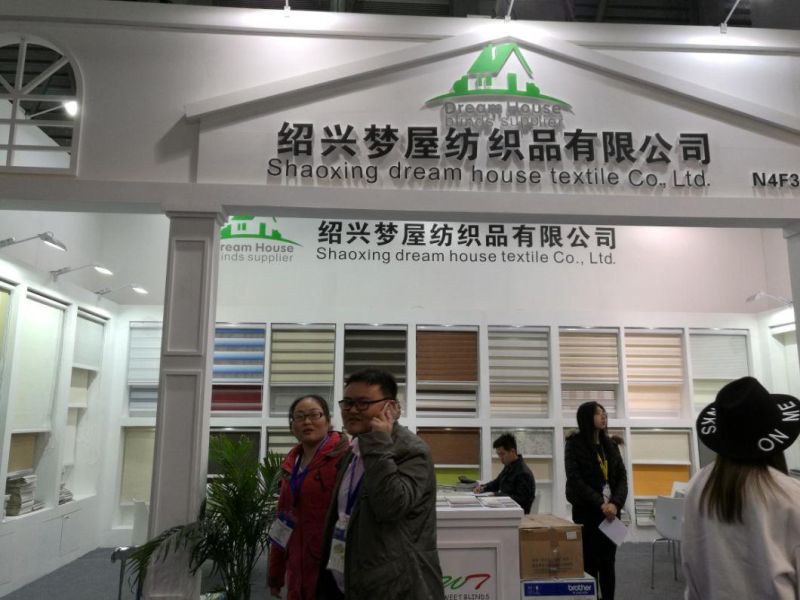 Dream House
blinds supplier
绍兴梦屋纺织品有限公司
Shaoxing dream house textile Co., Ltd.
N4F3
Dream House
blinds supplier
绍兴梦屋纺织品有限公司
Shaoxing dream house textile Co., Ltd.
ON ME
brother